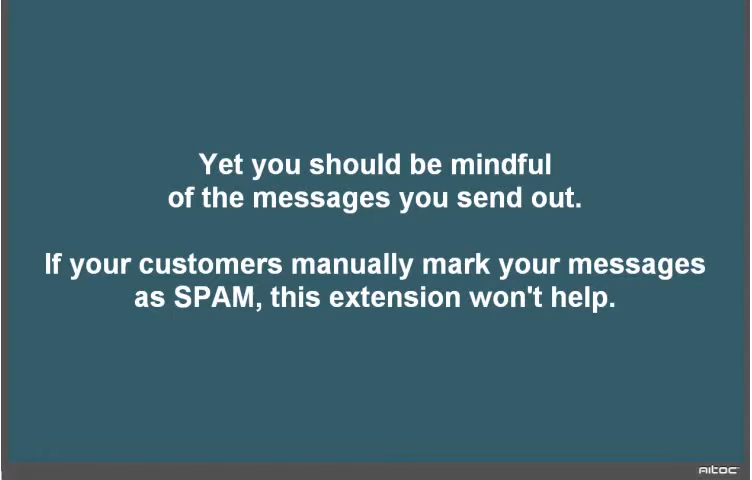 Yet you should be mindful
of the messages you send out.
If your customers manually mark your messages
as SPAM, this extension won't help.
AITOC